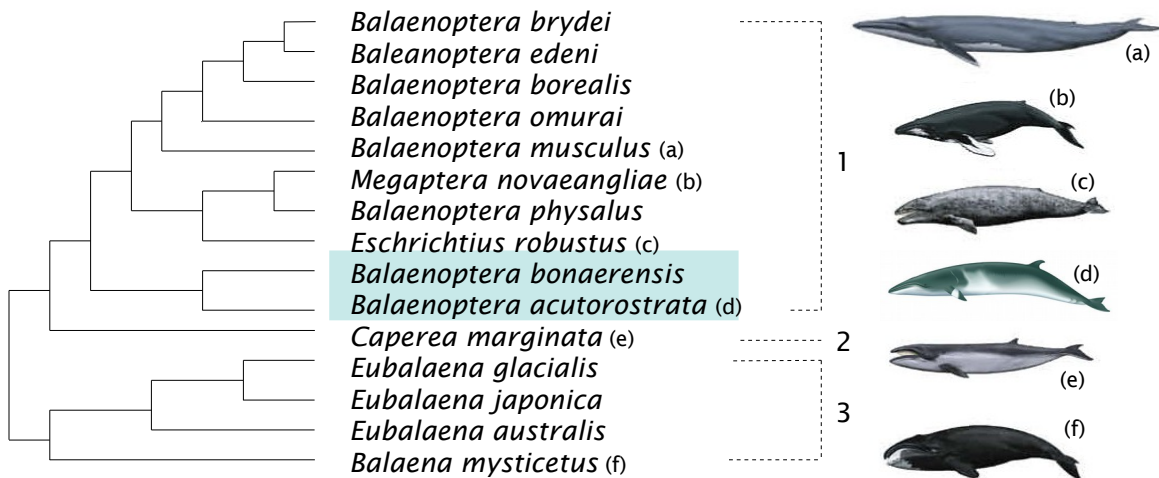 Balaenoptera brydei
Baleanoptera edeni
Balaenoptera borealis
Balaenoptera omurai
Balaenoptera musculus (a)
Megaptera novaeangliae (b)
Balaenoptera physalus
Eschrichtius robustus (c)
Balaenoptera bonaerensis
Balaenoptera acutorostrata (d)
Caperea marginata (e)
Eubalaena glacialis
Eubalaena japonica
Eubalaena australis
Balaena mysticetus (f)
1
2
3
(a)
(b)
(c)
(d)
(e)
(f)